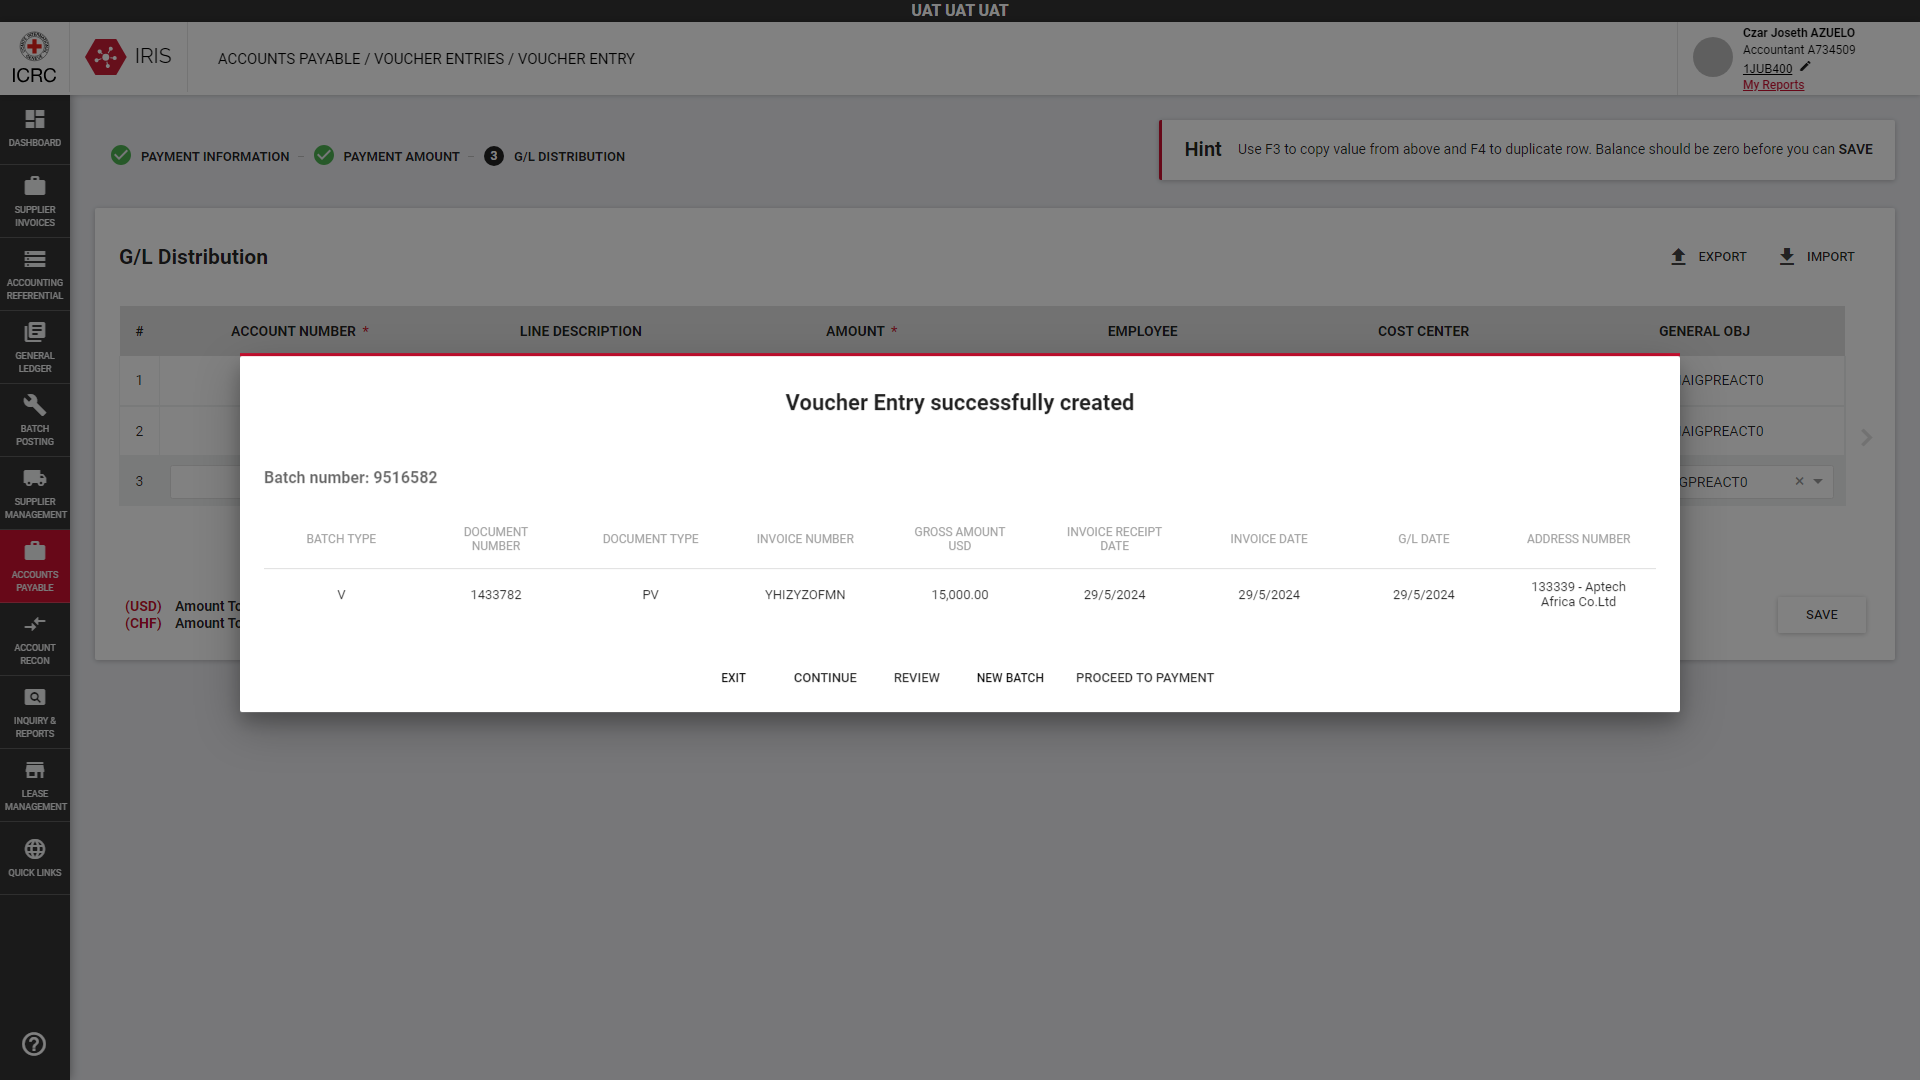 UAT UAT UAT
ICRC
IRIS
ACCOUNTS PAYABLE / VOUCHER ENTRIES / VOUCHER ENTRY
Czar Joseth AZUELO
Accountant A734509
1JUB400
My Reports
DASHBOARD
SUPPLIER
INVOICES
ACCOUNTING
REFERENTIAL
GENERAL
LEDGER
BATCH
POSTING
SUPPLIER
MANAGEMENT
ACCOUNTS
PAYABLE
ACCOUNT
RECON
INQUIRY &
REPORTS
LEASE
MANAGEMENT
QUICK LINKS
PAYMENT INFORMATION
PAYMENT AMOUNT
3 G/L DISTRIBUTION
Hint Use F3 to copy value from above and F4 to duplicate row. Balance should be zero before you can SAVE
G/L Distribution
EXPORT
IMPORT
# ACCOUNT NUMBER * LINE DESCRIPTION AMOUNT * EMPLOYEE COST CENTER GENERAL OBJ
1 AIGPREACT0
2 AIGPREACT0
3 GPREACT0
(USD) Amount To
(CHF) Amount To
SAVE
Voucher Entry successfully created
Batch number: 9516582
BATCH TYPE DOCUMENT NUMBER DOCUMENT TYPE INVOICE NUMBER GROSS AMOUNT USD INVOICE RECEIPT DATE INVOICE DATE G/L DATE ADDRESS NUMBER
V 1433782 PV YHIZYZOFMN 15,000.00 29/5/2024 29/5/2024 29/5/2024 133339 - Aptech Africa Co.Ltd
EXIT CONTINUE REVIEW NEW BATCH PROCEED TO PAYMENT